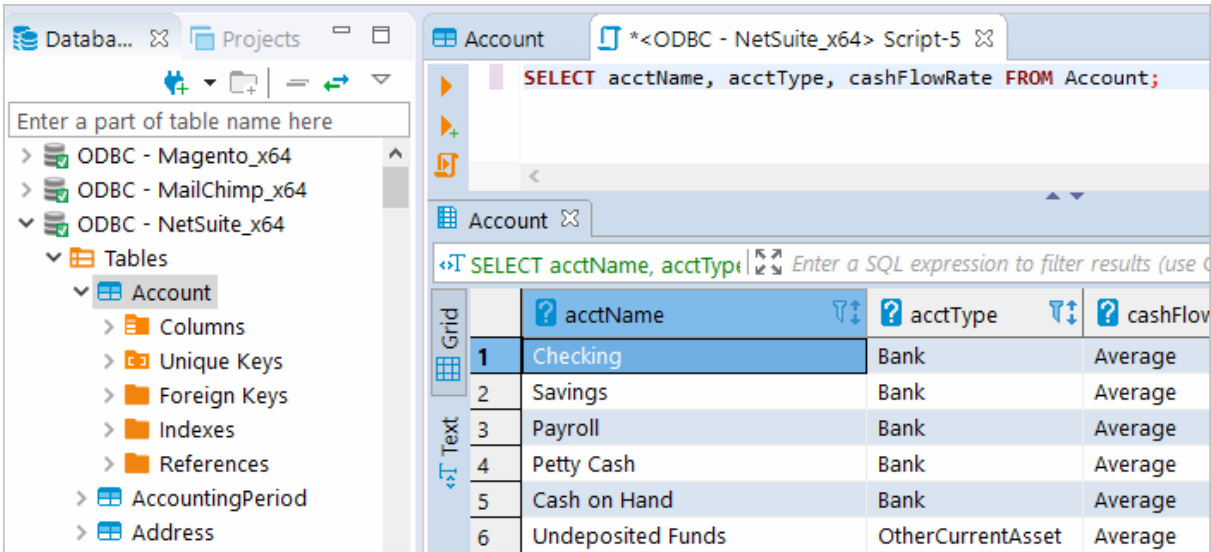 Databa...
Projects
Enter a part of table name here
ODBC - Magento_x64
ODBC - MailChimp_x64
ODBC - NetSuite_x64
Tables
Account
Columns
Unique Keys
Foreign Keys
Indexes
References
AccountingPeriod
Address
Account
*<ODBC - NetSuite_x64> Script-5
SELECT acctName, acctType, cashFlowRate FROM Account;
Account
SELECT acctName, acctType
Enter a SQL expression to filter results (use
Grid
Text
acctName acctType cashFlow
1 Checking Bank Average
2 Savings Bank Average
3 Payroll Bank Average
4 Petty Cash Bank Average
5 Cash on Hand Bank Average
6 Undeposited Funds OtherCurrentAsset Average